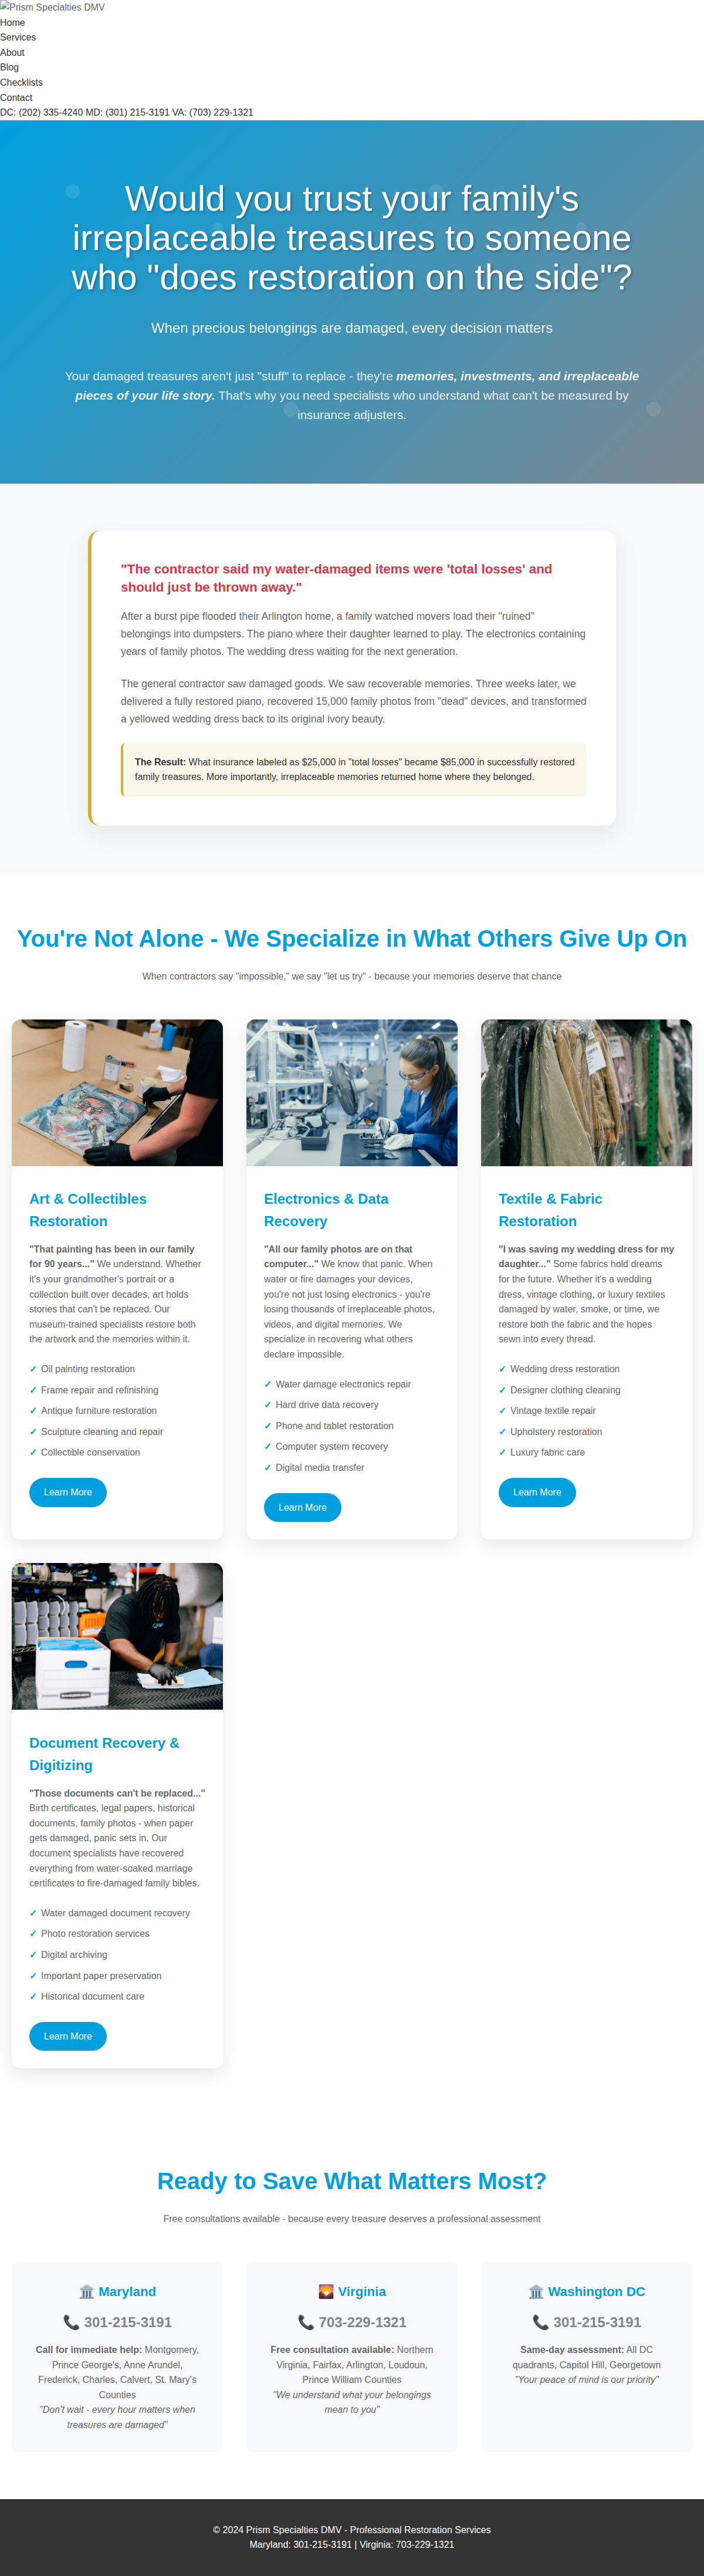 Prism Specialties DMV
Home
Services
About
Blog
Checklists
Contact
DC: (202) 335-4240 MD: (301) 215-3191 VA: (703) 229-1321
Would you trust your family's
irreplaceable treasures to someone
who "does restoration on the side"?
When precious belongings are damaged, every decision matters
Your damaged treasures aren't just "stuff" to replace - they're memories, investments, and irreplaceable
pieces of your life story. That's why you need specialists who understand what can't be measured by
insurance adjusters.
"The contractor said my water-damaged items were 'total losses' and
should just be thrown away."
After a burst pipe flooded their Arlington home, a family watched movers load their "ruined"
belongings into dumpsters. The piano where their daughter learned to play. The electronics containing
years of family photos. The wedding dress waiting for the next generation.
The general contractor saw damaged goods. We saw recoverable memories. Three weeks later, we
delivered a fully restored piano, recovered 15,000 family photos from "dead" devices, and transformed
a yellowed wedding dress back to its original ivory beauty.
The Result: What insurance labeled as $25,000 in "total losses" became $85,000 in successfully restored
family treasures. More importantly, irreplaceable memories returned home where they belonged.
You're Not Alone - We Specialize in What Others Give Up On
When contractors say "impossible," we say "let us try" - because your memories deserve that chance
Art & Collectibles
Restoration
"That painting has been in our family
for 90 years..." We understand. Whether
it's your grandmother's portrait or a
collection built over decades, art holds
stories that can't be replaced. Our
museum-trained specialists restore both
the artwork and the memories within it.
✓ Oil painting restoration
✓ Frame repair and refinishing
✓ Antique furniture restoration
✓ Sculpture cleaning and repair
✓ Collectible conservation
Learn More
Electronics & Data
Recovery
"All our family photos are on that
computer..." We know that panic. When
water or fire damages your devices,
you're not just losing electronics - you're
losing thousands of irreplaceable photos,
videos, and digital memories. We
specialize in recovering what others
declare impossible.
✓ Water damage electronics repair
✓ Hard drive data recovery
✓ Phone and tablet restoration
✓ Computer system recovery
✓ Digital media transfer
Learn More
Textile & Fabric
Restoration
"I was saving my wedding dress for my
daughter..." Some fabrics hold dreams
for the future. Whether it's a wedding
dress, vintage clothing, or luxury textiles
damaged by water, smoke, or time, we
restore both the fabric and the hopes
sewn into every thread.
✓ Wedding dress restoration
✓ Designer clothing cleaning
✓ Vintage textile repair
✓ Upholstery restoration
✓ Luxury fabric care
Learn More
Document Recovery &
Digitizing
"Those documents can't be replaced..."
Birth certificates, legal papers, historical
documents, family photos - when paper
gets damaged, panic sets in. Our
document specialists have recovered
everything from water-soaked marriage
certificates to fire-damaged family bibles.
✓ Water damaged document recovery
✓ Photo restoration services
✓ Digital archiving
✓ Important paper preservation
✓ Historical document care
Learn More
Ready to Save What Matters Most?
Free consultations available - because every treasure deserves a professional assessment
🏛️ Maryland
📞 301-215-3191
Call for immediate help: Montgomery,
Prince George's, Anne Arundel,
Frederick, Charles, Calvert, St. Mary's
Counties
"Don't wait - every hour matters when
treasures are damaged"
🌄 Virginia
📞 703-229-1321
Free consultation available: Northern
Virginia, Fairfax, Arlington, Loudoun,
Prince William Counties
"We understand what your belongings
mean to you"
🏛️ Washington DC
📞 301-215-3191
Same-day assessment: All DC
quadrants, Capitol Hill, Georgetown
"Your peace of mind is our priority"
© 2024 Prism Specialties DMV - Professional Restoration Services
Maryland: 301-215-3191 | Virginia: 703-229-1321